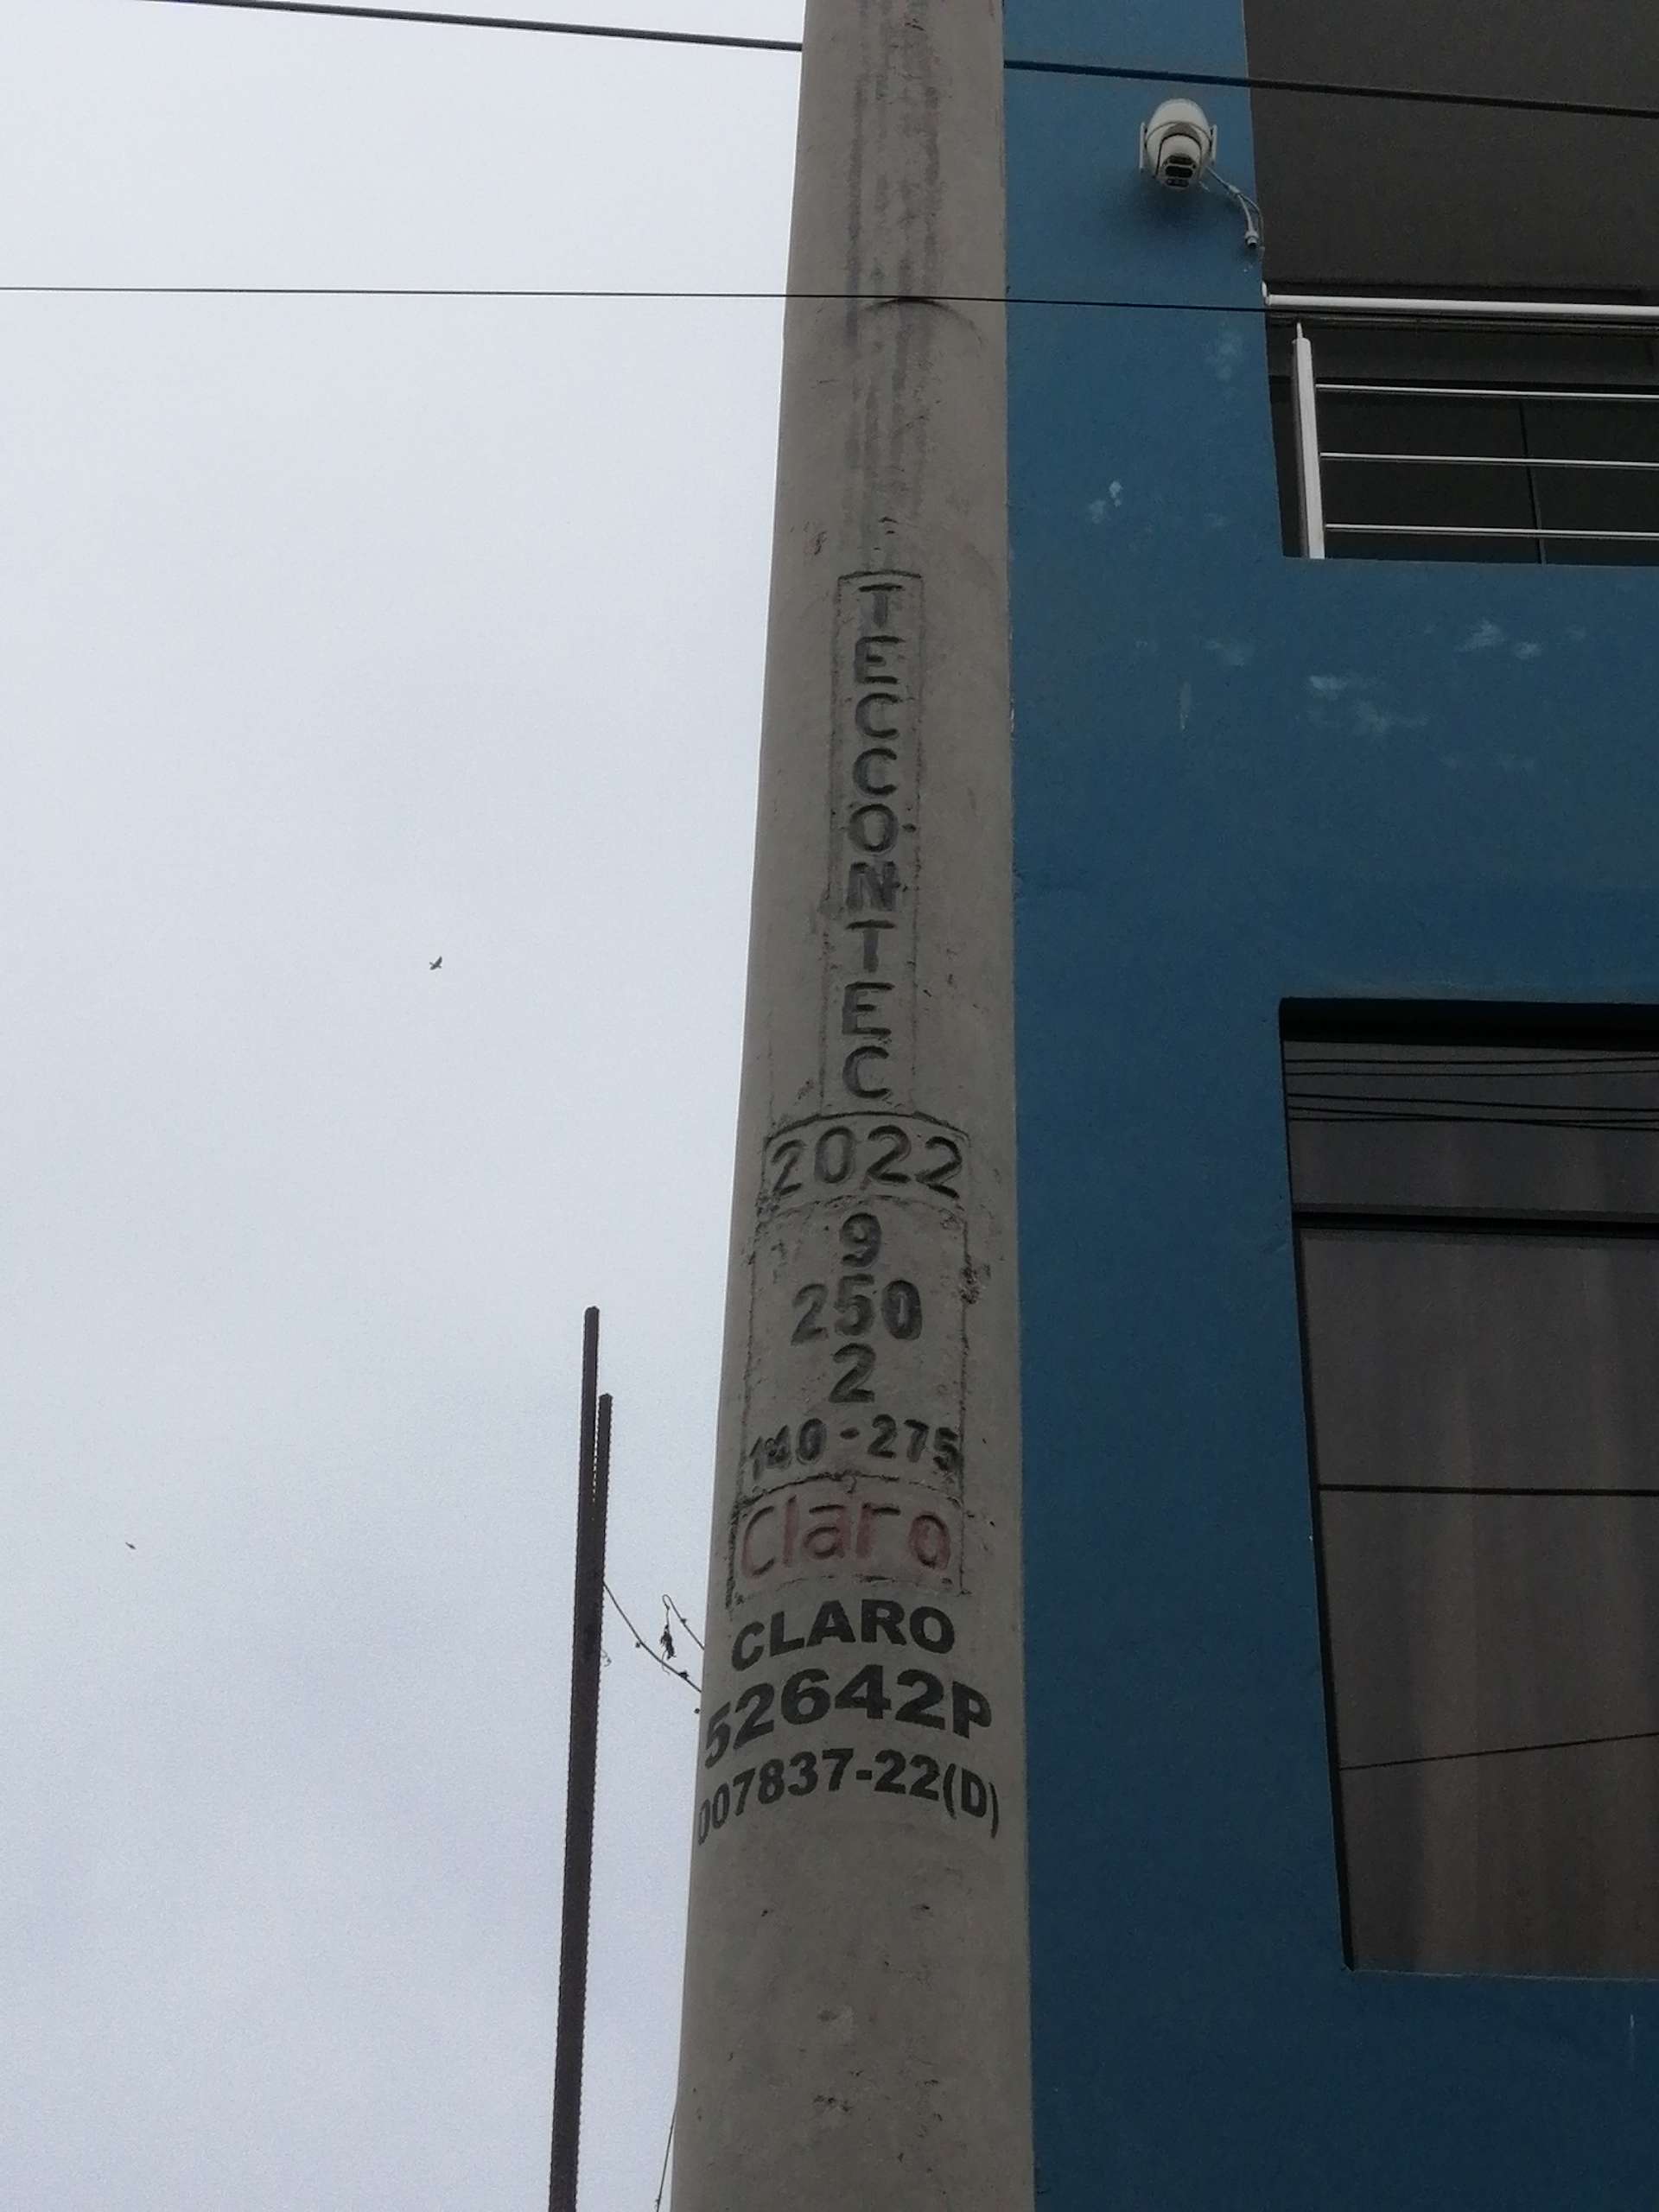 TECCONTEC
2022
9
250
2
140-275
Claro
CLARO
52642P
007837-22(D)